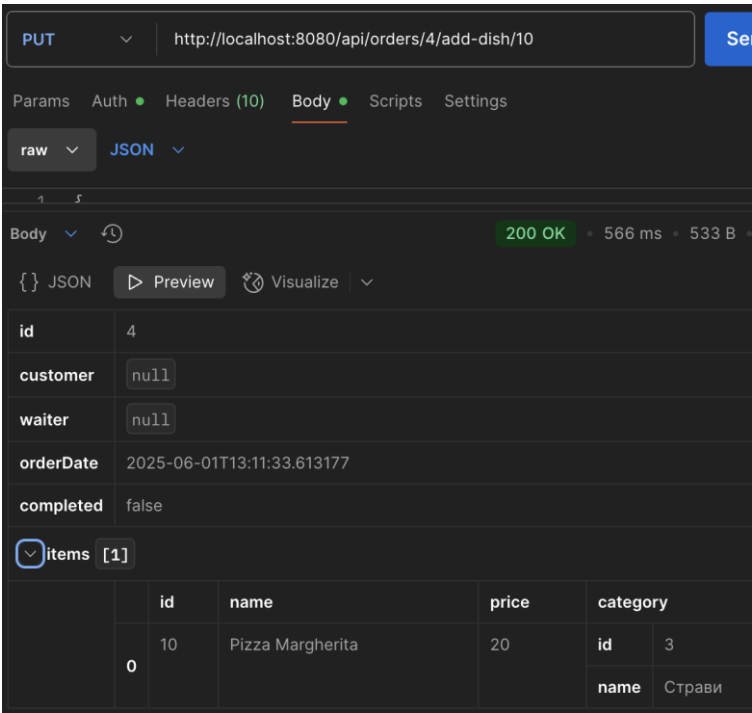 PUT http://localhost:8080/api/orders/4/add-dish/10
Params Auth Headers (10) Body Scripts Settings
raw JSON
Body 200 OK 566 ms 533 B
{} JSON Preview Visualize
id 4
customer null
waiter null
orderDate 2025-06-01T13:11:33.613177
completed false
items [1]
id name price category
0 10 Pizza Margherita 20 id 3
name Страви